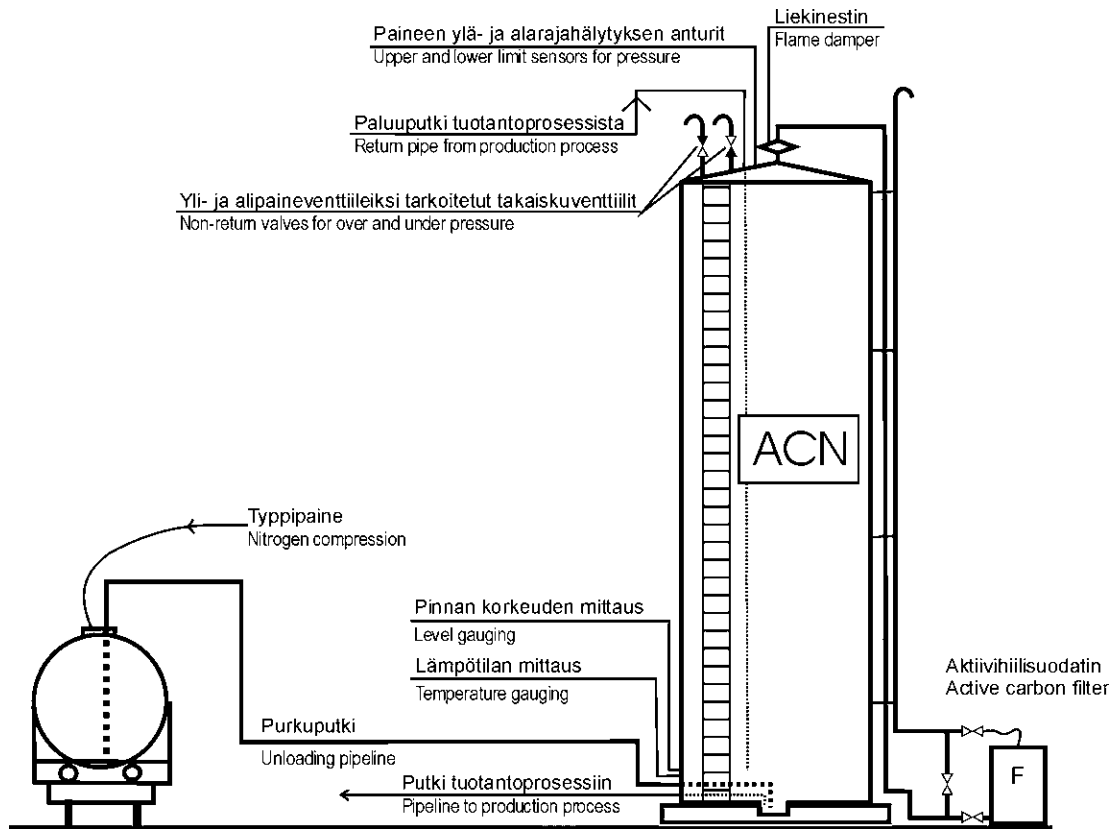 Liekinestin
Flame damper
Paineen ylä- ja alarajahälytyksen anturit
Upper and lower limit sensors for pressure
Paluuputki tuotantoprosessista
Return pipe from production process
Yli- ja alipaineventtiileiksi tarkoitetut takaiskuventtiilit
Non-return valves for over and under pressure
ACN
Typpipaine
Nitrogen compression
Pinnan korkeuden mittaus
Level gauging
Lämpötilan mittaus
Temperature gauging
Aktiivihiilisuodatin
Active carbon filter
Purkuputki
Unloading pipeline
F
Putki tuotantoprosessiin
Pipeline to production process